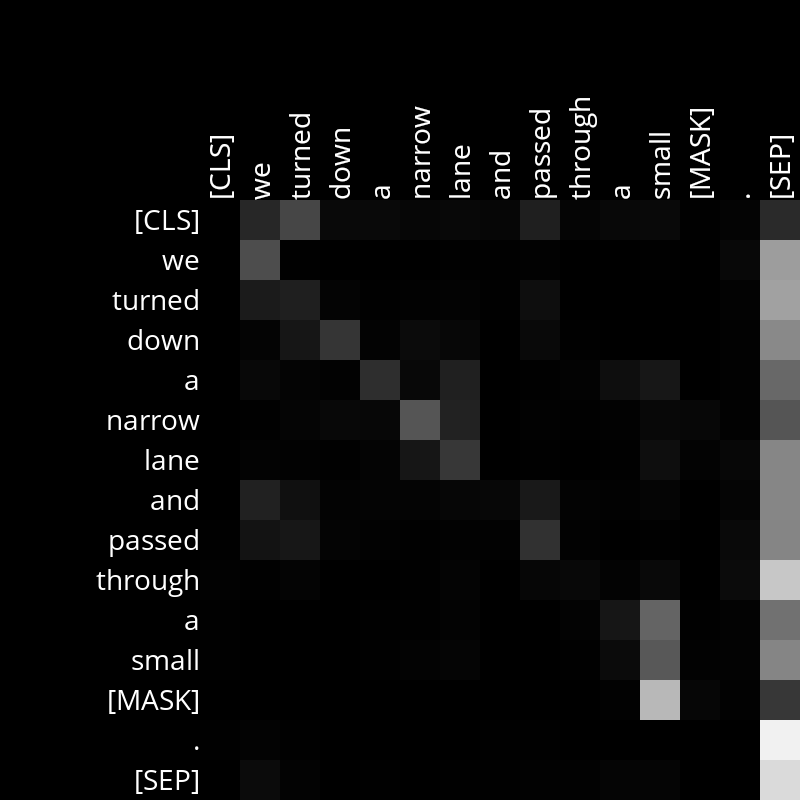 [CLS] we turned down a narrow lane and passed through a small [MASK] . [SEP]
[CLS]
we
turned
down
a
narrow
lane
and
passed
through
a
small
[MASK]
.
[SEP]